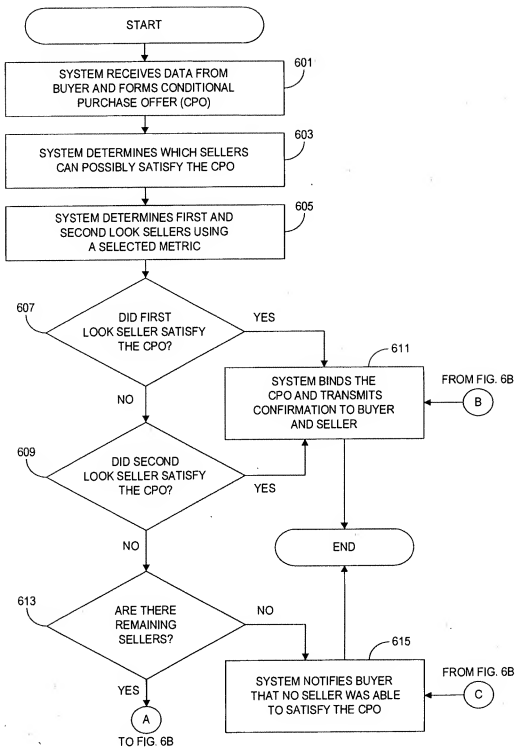 START
601
SYSTEM RECEIVES DATA FROM
BUYER AND FORMS CONDITIONAL
PURCHASE OFFER (CPO)
603
SYSTEM DETERMINES WHICH SELLERS
CAN POSSIBLY SATISFY THE CPO
605
SYSTEM DETERMINES FIRST AND
SECOND LOOK SELLERS USING
A SELECTED METRIC
607
DID FIRST
LOOK SELLER SATISFY
THE CPO?
YES
NO
611
SYSTEM BINDS THE
CPO AND TRANSMITS
CONFIRMATION TO BUYER
AND SELLER
FROM FIG. 6B
B
609
DID SECOND
LOOK SELLER SATISFY
THE CPO?
YES
NO
END
613
ARE THERE
REMAINING
SELLERS?
NO
YES
615
SYSTEM NOTIFIES BUYER
THAT NO SELLER WAS ABLE
TO SATISFY THE CPO
FROM FIG. 6B
C
A
TO FIG. 6B